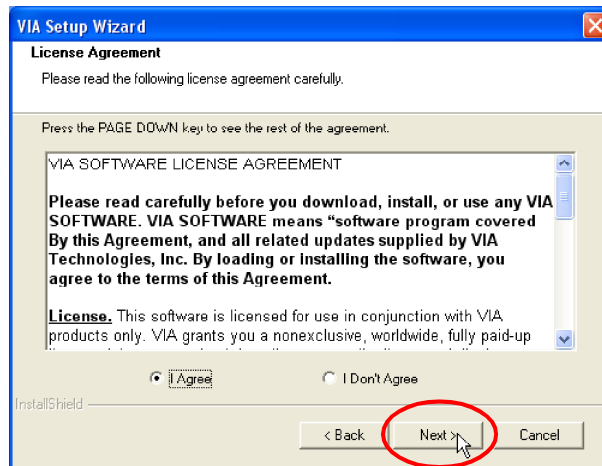 VIA Setup Wizard
License Agreement
Please read the following license agreement carefully.
Press the PAGE DOWN key to see the rest of the agreement.
VIA SOFTWARE LICENSE AGREEMENT
Please read carefully before you download, install, or use any VIA
SOFTWARE. VIA SOFTWARE means “software program covered
By this Agreement, and all related updates supplied by VIA
Technologies, Inc. By loading or installing the software, you
agree to the terms of this Agreement.
License. This software is licensed for use in conjunction with VIA
products only. VIA grants you a nonexclusive, worldwide, fully paid-up
I Agree
I Don't Agree
InstallShield
< Back
Next >
Cancel